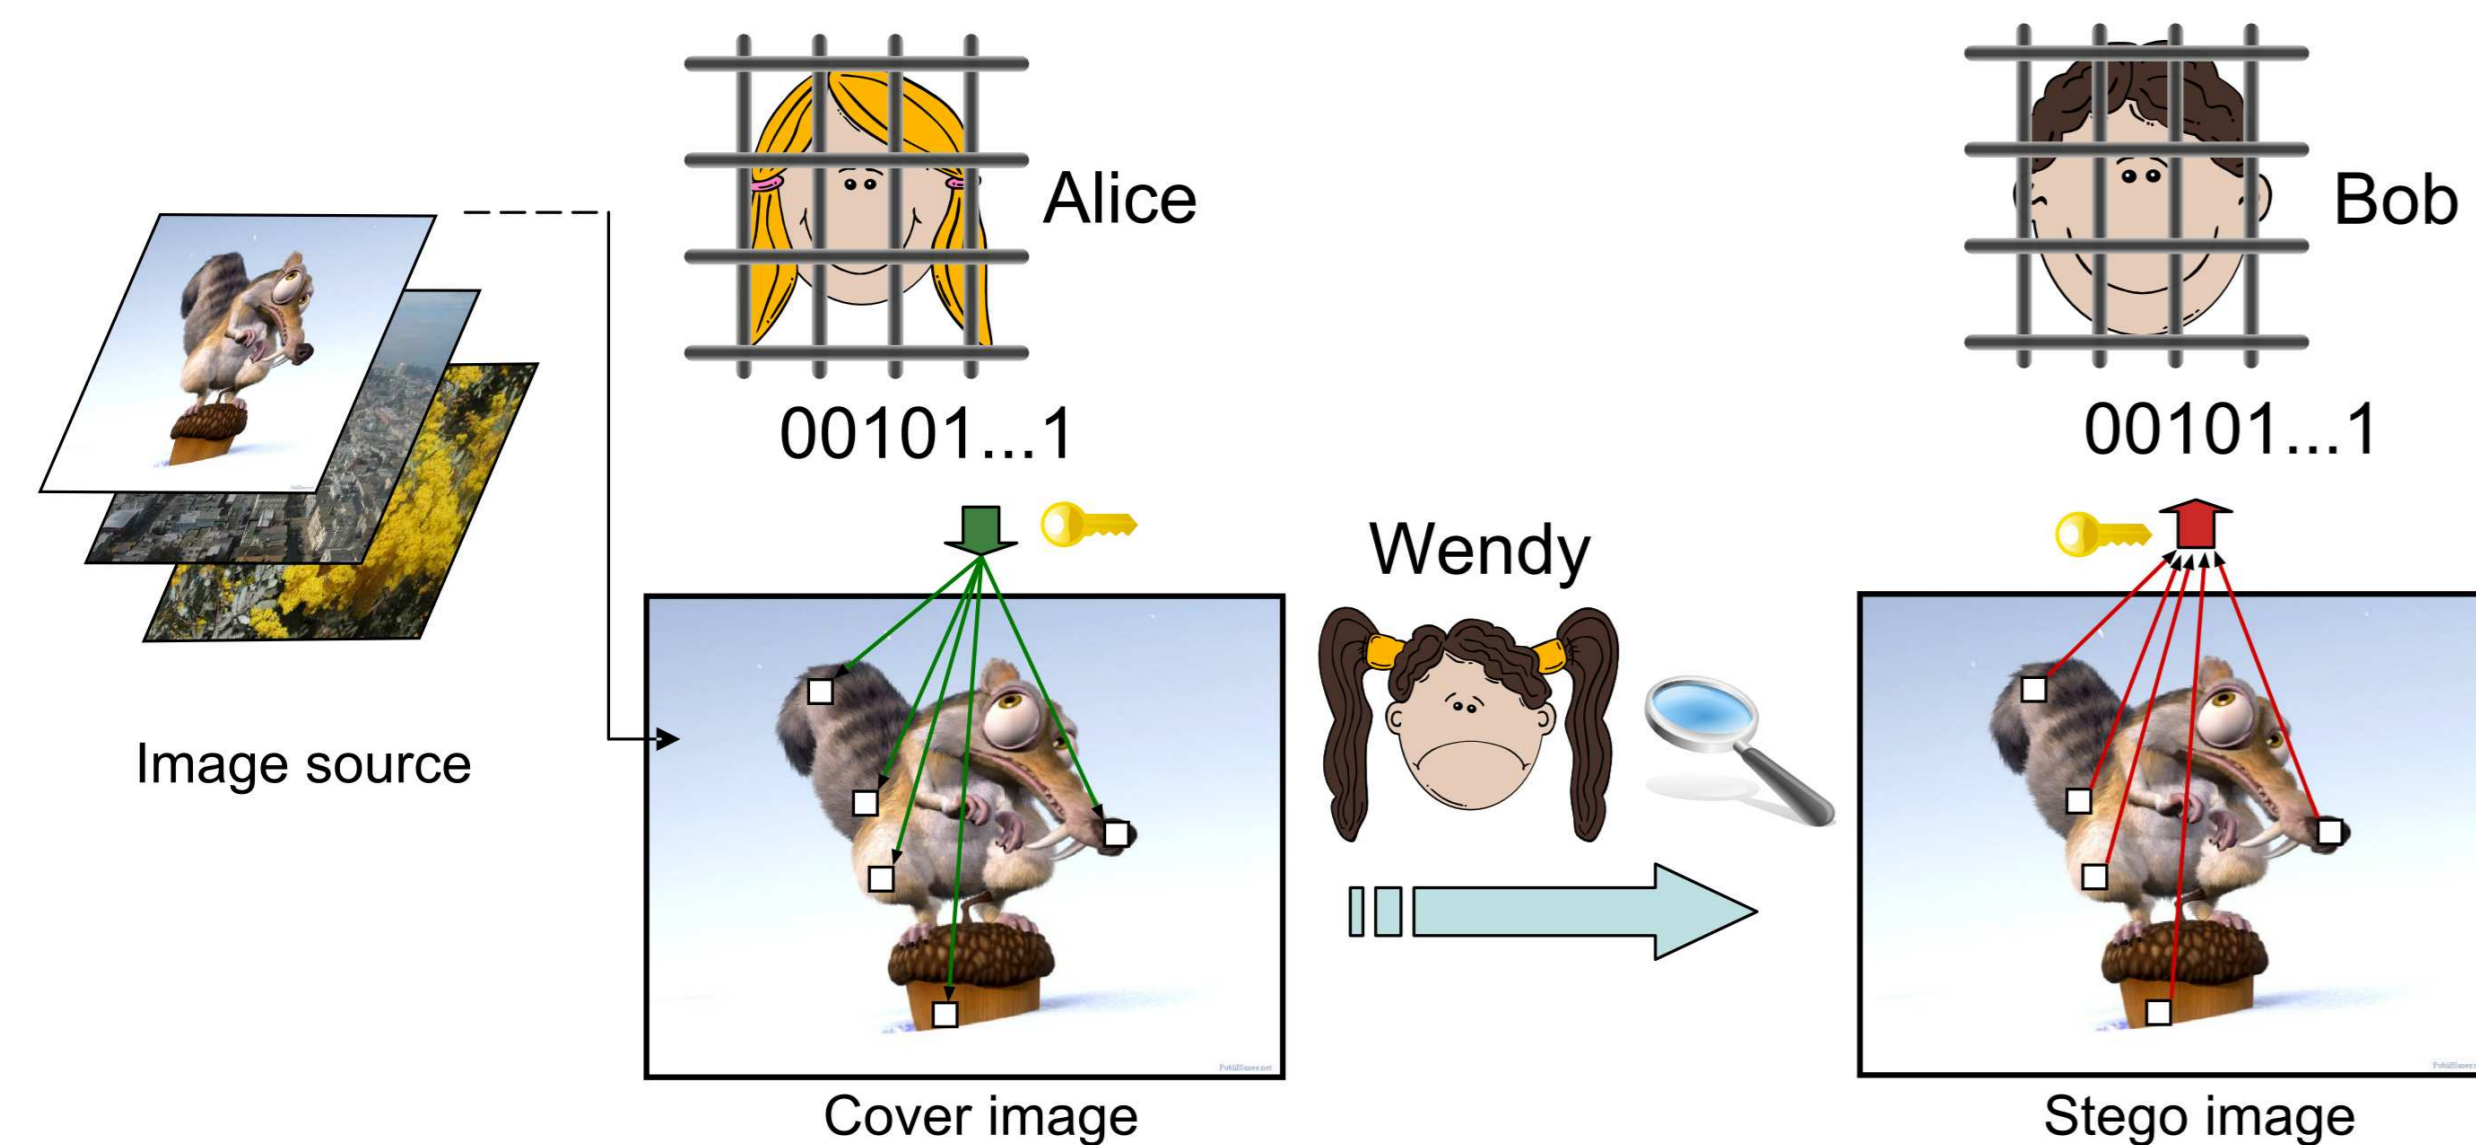 Alice
Bob
00101...1
00101...1
Wendy
Image source
Cover image
Stego image